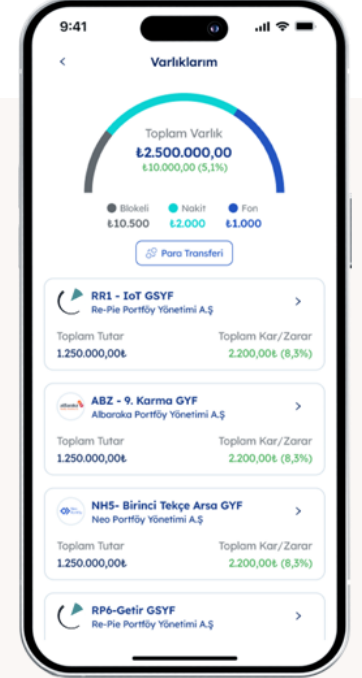 9:41
Varlıklarım
Toplam Varlık
₺2.500.000,00
₺10.000,00 (5,1%)
Blokeli Nakit Fon
₺10.500 ₺2.000 ₺1.000
Para Transferi
RR1 - IoT GSYF
Re-Pie Portföy Yönetimi A.Ş
Toplam Tutar Toplam Kar/Zarar
1.250.000,00₺ 2.200,00₺ (8,3%)
albaraka
ABZ - 9. Karma GYF
Albaraka Portföy Yönetimi A.Ş
Toplam Tutar Toplam Kar/Zarar
1.250.000,00₺ 2.200,00₺ (8,3%)
NH5- Birinci Tekçe Arsa GYF
Neo Portföy Yönetimi A.Ş
Toplam Tutar Toplam Kar/Zarar
1.250.000,00₺ 2.200,00₺ (8,3%)
RP6-Getir GSYF
Re-Pie Portföy Yönetimi A.Ş